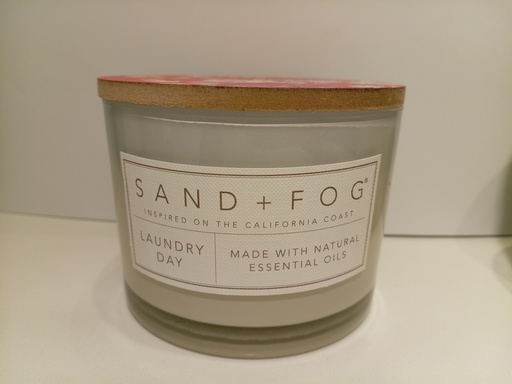 SAND + FOG®
INSPIRED ON THE CALIFORNIA COAST
LAUNDRY
DAY
MADE WITH NATURAL
ESSENTIAL OILS